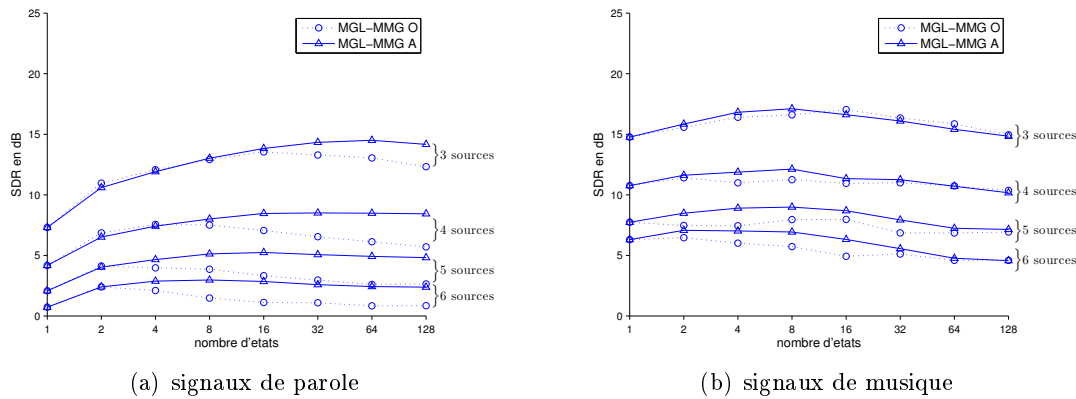 25
20
15
10
5
0
SDR en dB
1 2 4 8 16 32 64 128
nombre d'etats
MGL−MMG O
MGL−MMG A
3 sources
4 sources
5 sources
6 sources
(a) signaux de parole
25
20
15
10
5
0
SDR en dB
1 2 4 8 16 32 64 128
nombre d'etats
MGL−MMG O
MGL−MMG A
3 sources
4 sources
5 sources
6 sources
(b) signaux de musique